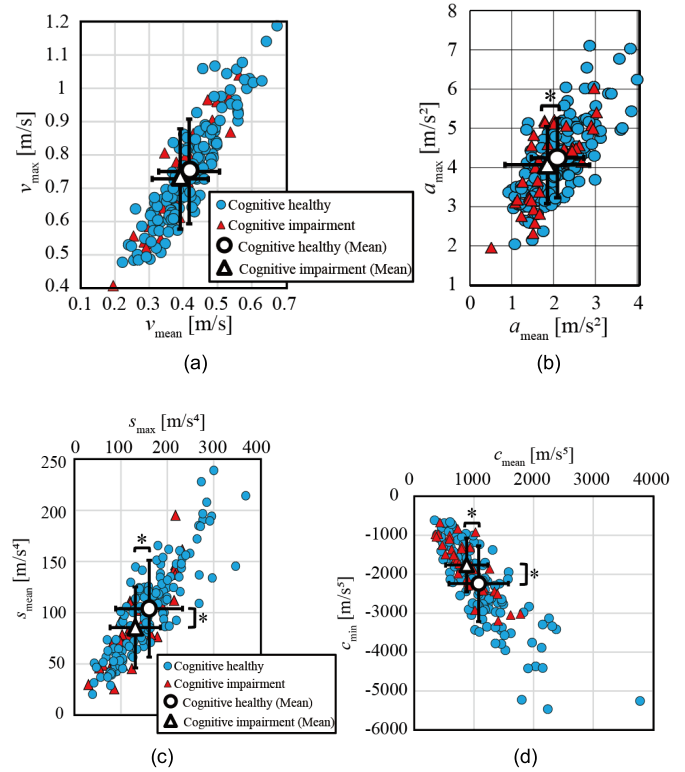 1.2
1.1
1
0.9
0.8
0.7
0.6
0.5
0.4
0.1 0.2 0.3 0.4 0.5 0.6 0.7
vmax [m/s]
vmean [m/s]
Cognitive healthy
Cognitive impairment
Cognitive healthy (Mean)
Cognitive impairment (Mean)
(a)
8
7
6
5
4
3
2
1
0 1 2 3 4
amax [m/s²]
amean [m/s²]
*
(b)
smax [m/s⁴]
0 100 200 300 400
250
200
150
100
50
0
smean [m/s⁴]
*
*
Cognitive healthy
Cognitive impairment
Cognitive healthy (Mean)
Cognitive impairment (Mean)
(c)
cmean [m/s⁵]
0 1000 2000 3000 4000
0
-1000
-2000
-3000
-4000
-5000
-6000
cmin [m/s⁵]
*
*
(d)